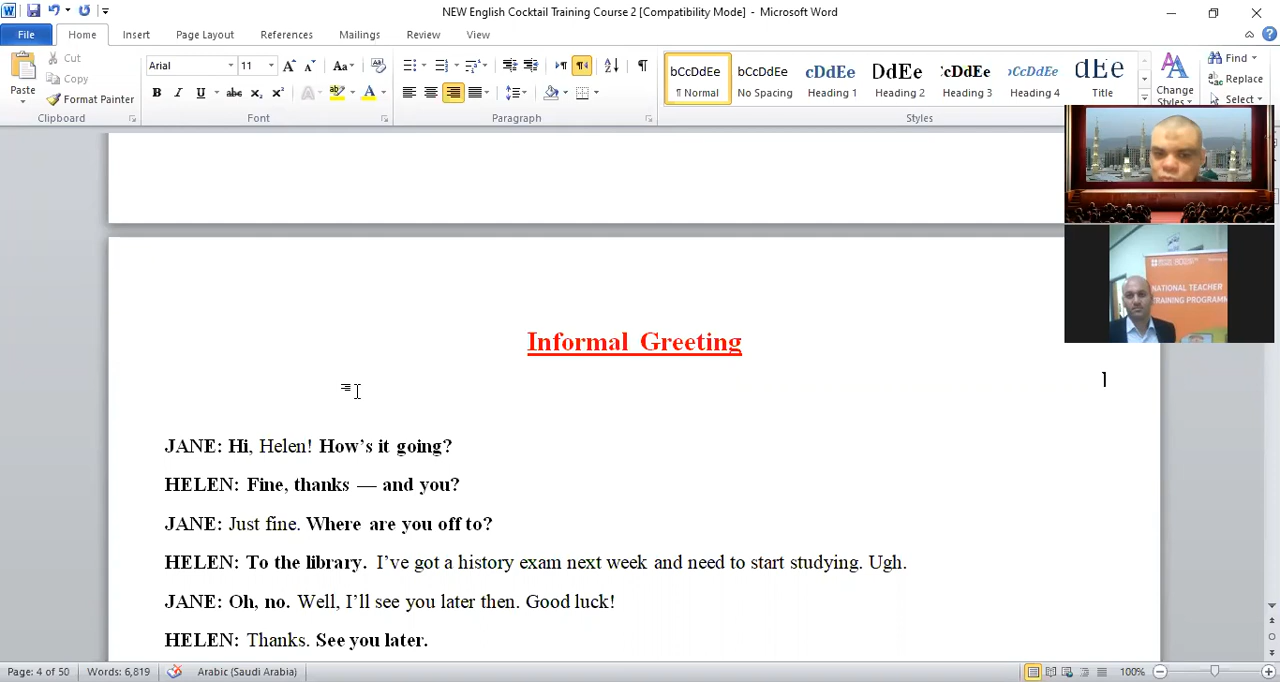 NEW English Cocktail Training Course 2 [Compatibility Mode] - Microsoft Word
File Home Insert Page Layout References Mailings Review View
Paste
Cut
Copy
Format Painter
Clipboard
Arial 11
Font
Paragraph
bCcDdEe bCcDdEe cDdEe DdEe cDdEe cCcDdEe dEe
¶ Normal No Spacing Heading 1 Heading 2 Heading 3 Heading 4 Title
Change Styles
Styles
Find
Replace
Select
NATIONAL TEACHER
TRAINING PROGRAMM
Informal Greeting
1
JANE: Hi, Helen! How's it going?
HELEN: Fine, thanks — and you?
JANE: Just fine. Where are you off to?
HELEN: To the library. I've got a history exam next week and need to start studying. Ugh.
JANE: Oh, no. Well, I'll see you later then. Good luck!
HELEN: Thanks. See you later.
Page: 4 of 50 Words: 6,819 Arabic (Saudi Arabia) 100%